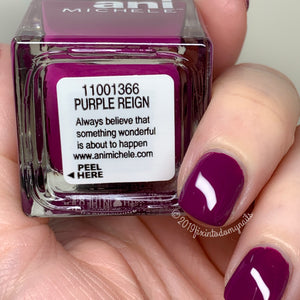 ani
MICHELE
11001366
PURPLE REIGN
Always believe that
something wonderful
is about to happen
www.animichele.com
PEEL
HERE
©2019fixintodamynails